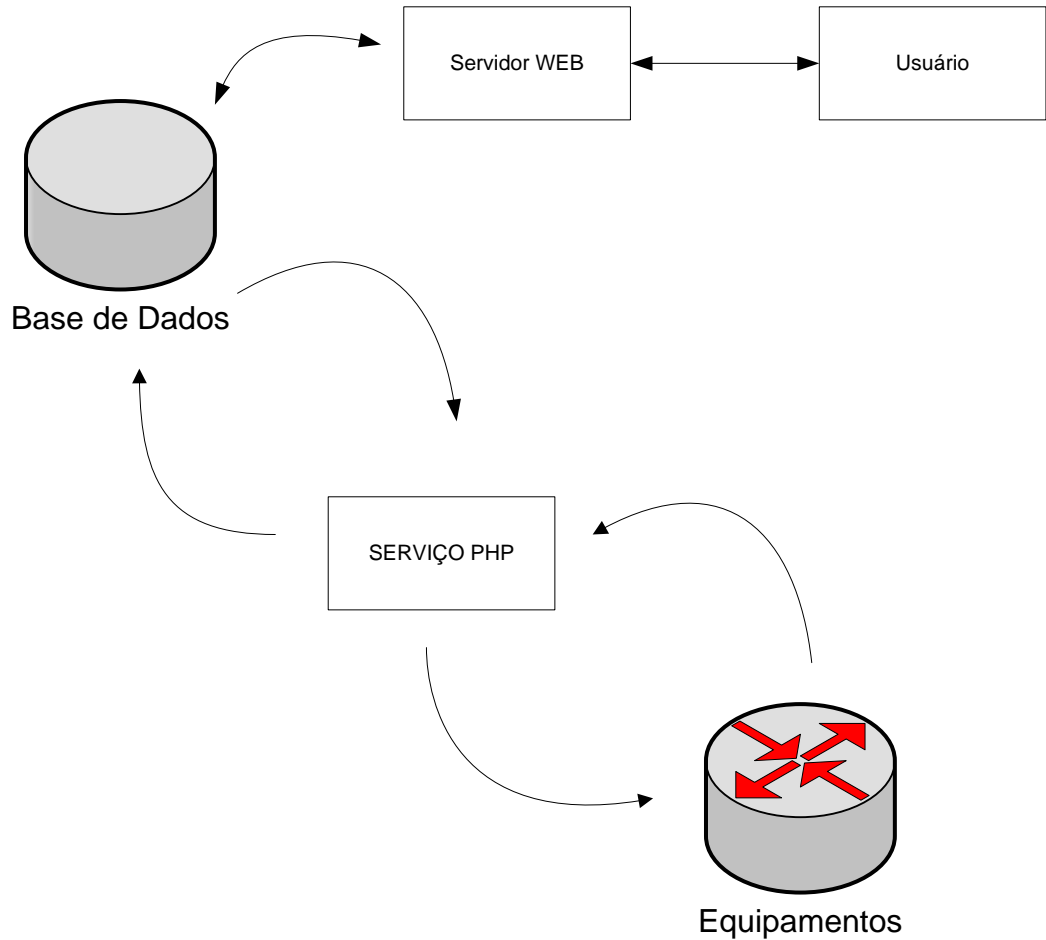 Servidor WEB
Usuário
Base de Dados
SERVIÇO PHP
Equipamentos